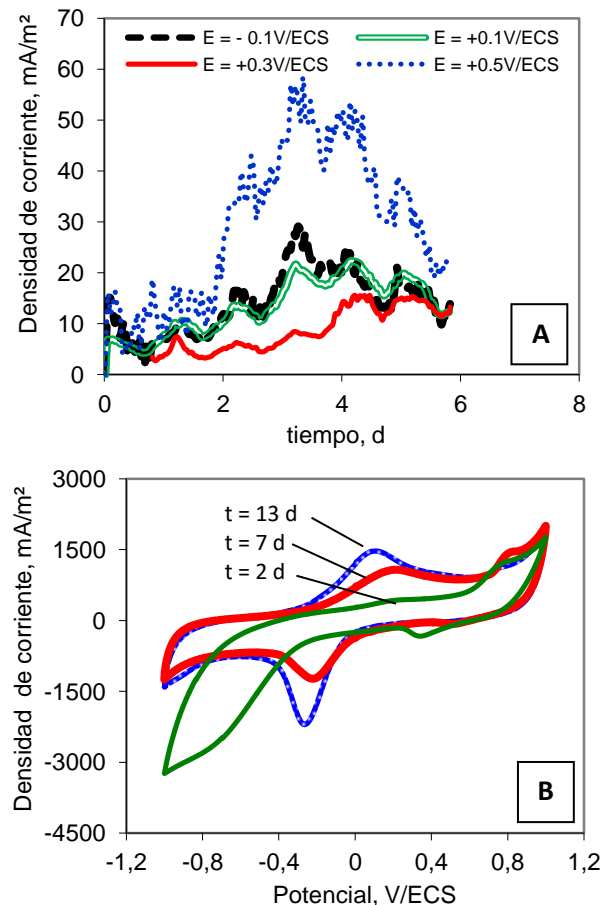 70
60
50
40
30
20
10
0
Densidad de corriente, mA/m²
E = - 0.1V/ECS
E = +0.1V/ECS
E = +0.3V/ECS
E = +0.5V/ECS
A
0 2 4 6 8
tiempo, d
3000
1500
0
-1500
-3000
-4500
Densidad de corriente, mA/m²
t = 13 d
t = 7 d
t = 2 d
B
-1,2 -0,8 -0,4 0 0,4 0,8 1,2
Potencial, V/ECS